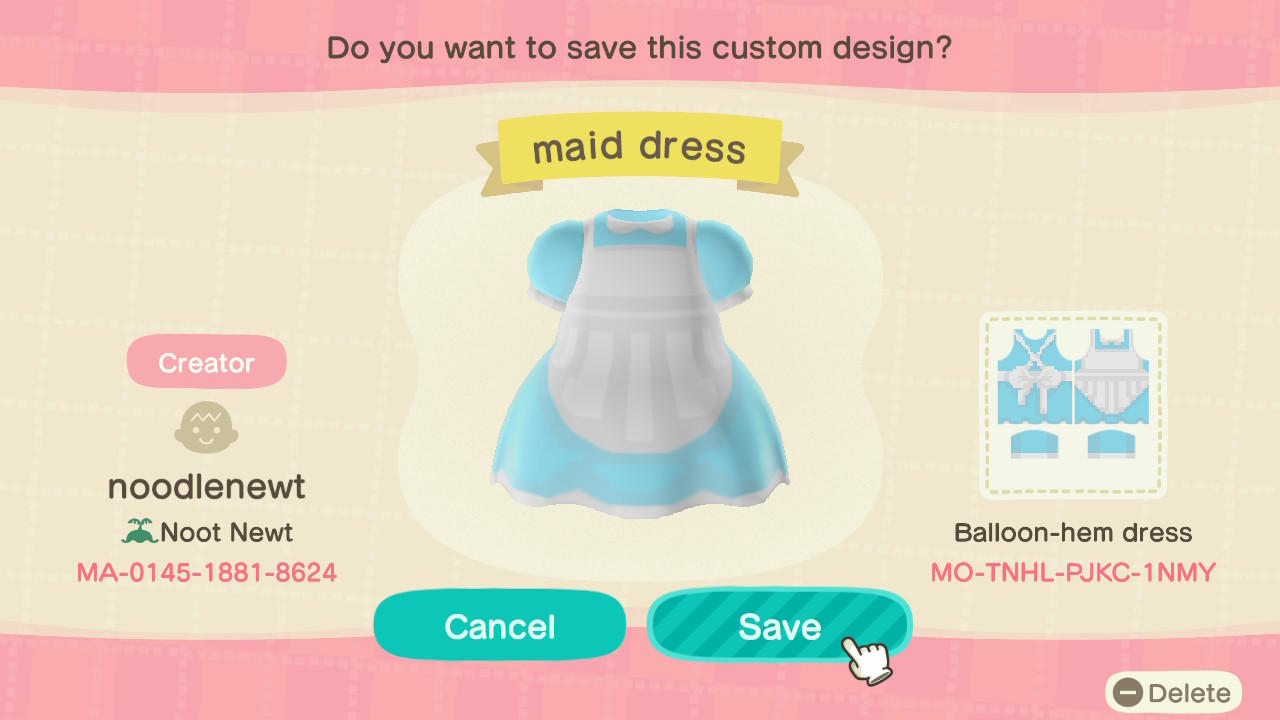 Do you want to save this custom design?
maid dress
Creator
noodlenewt
Noot Newt
MA-0145-1881-8624
Balloon-hem dress
MO-TNHL-PJKC-1NMY
Cancel
Save
Delete